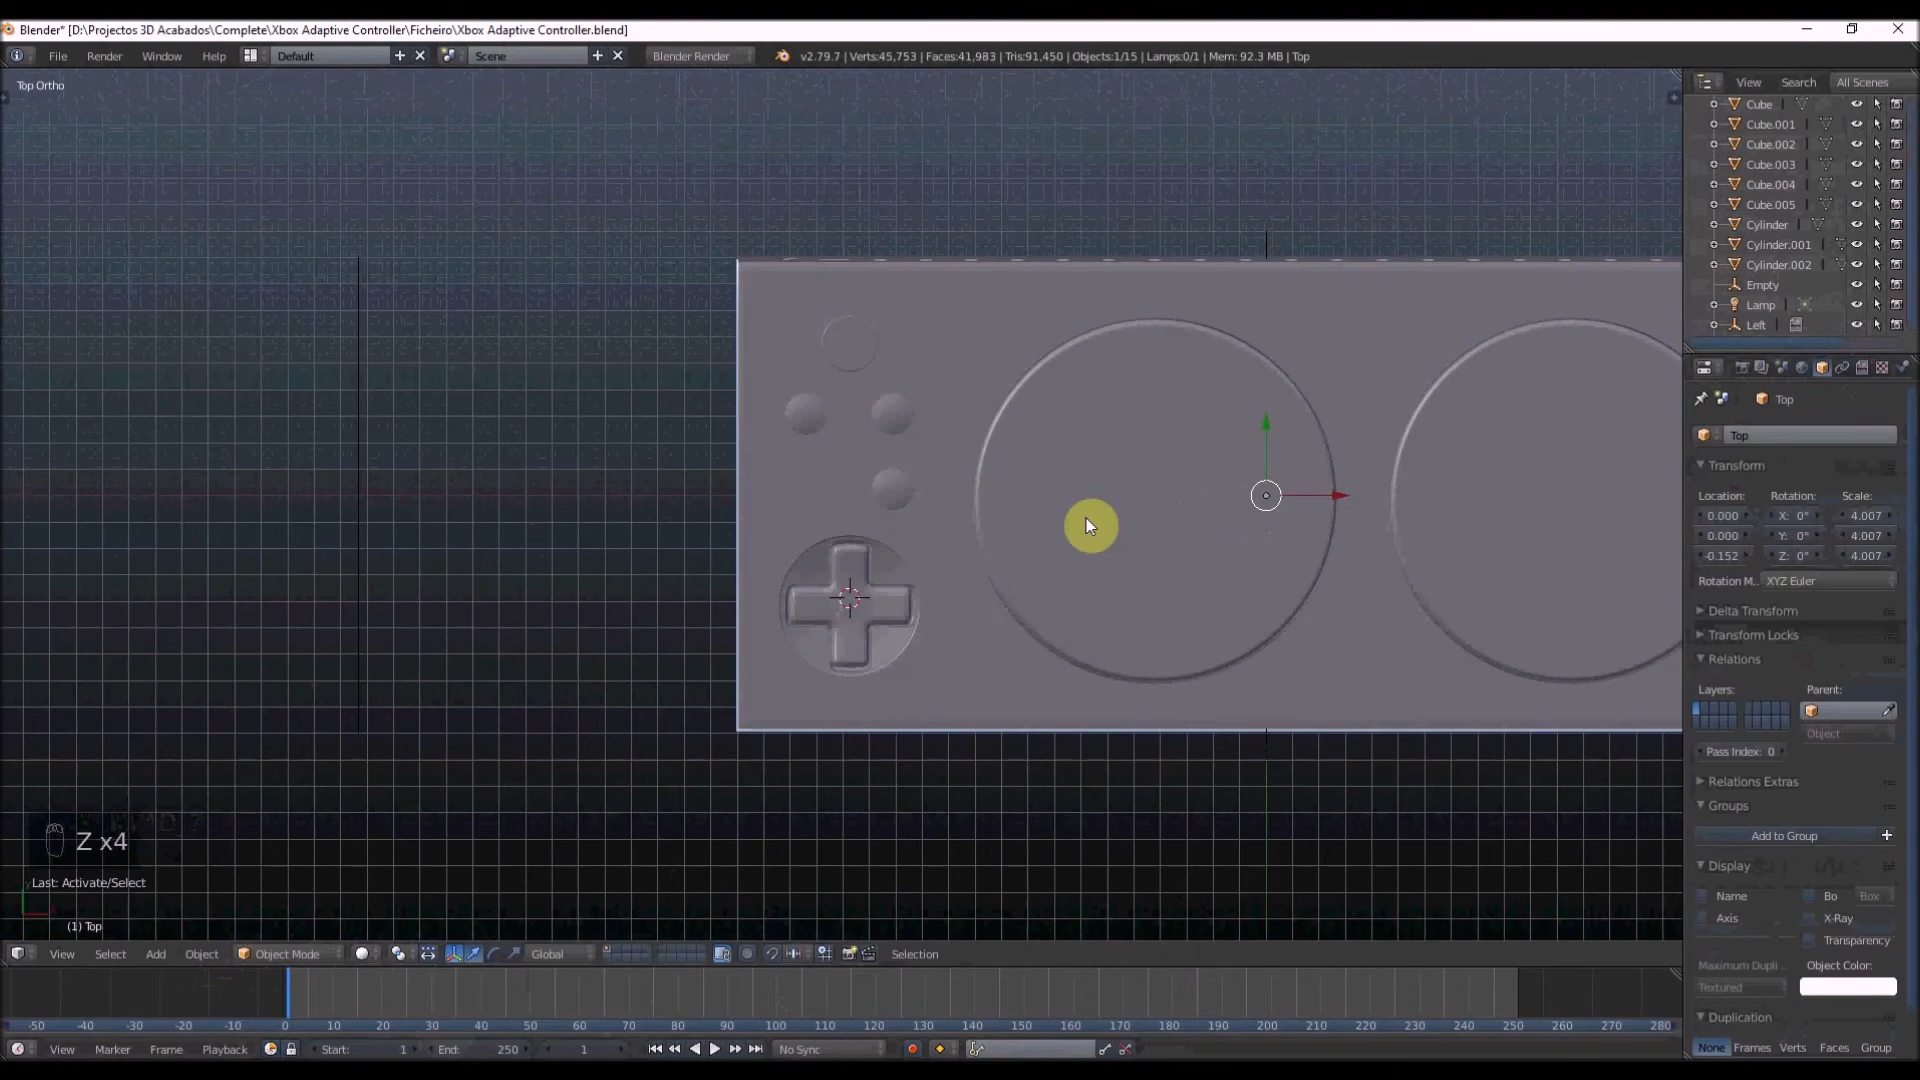 Blender* [D:\Projectos 3D Acabados\Complete\Xbox Adaptive Controller\Ficheiro\Xbox Adaptive Controller.blend]
File Render Window Help Default Scene Blender Render v2.79.7 | Verts:45,753 | Faces:41,983 | Tris:91,450 | Objects:1/15 | Lamps:0/1 | Mem: 92.3 MB | Top
Top Ortho
View Search All Scenes
Cube
Cube.001
Cube.002
Cube.003
Cube.004
Cube.005
Cylinder
Cylinder.001
Cylinder.002
Empty
Lamp
Left
Top
Top
Transform
Location: Rotation: Scale:
0.000 X: 0° 4.007
0.000 Y: 0° 4.007
-0.152 Z: 0° 4.007
Rotation M.. XYZ Euler
Delta Transform
Transform Locks
Relations
Layers: Parent:
Object
Pass Index: 0
Relations Extras
Groups
Add to Group
Display
Name Bo Box
Axis X-Ray
Transparency
Maximum Dupli.. Object Color:
Textured
Duplication
None Frames Verts Faces Group
Z x4
Last: Activate/Select
(1) Top
View Select Add Object Object Mode Global Selection
-50 -40 -30 -20 -10 0 10 20 30 40 50 60 70 80 90 100 110 120 130 140 150 160 170 180 190 200 210 220 230 240 250 260 270 280
View Marker Frame Playback Start: 1 End: 250 1 No Sync